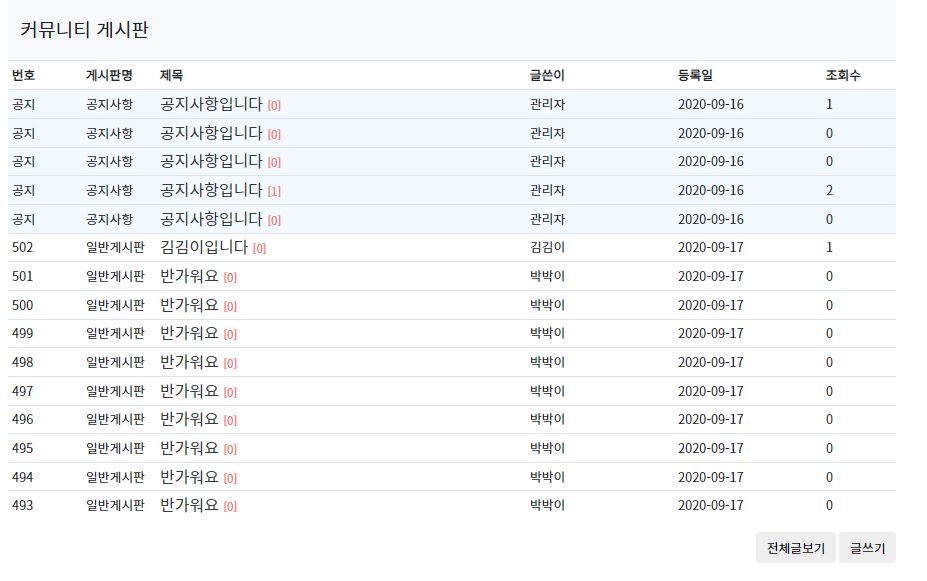 커뮤니티 게시판
번호 게시판명 제목 글쓴이 등록일 조회수
공지 공지사항 공지사항입니다 [0] 관리자 2020-09-16 1
공지 공지사항 공지사항입니다 [0] 관리자 2020-09-16 0
공지 공지사항 공지사항입니다 [0] 관리자 2020-09-16 0
공지 공지사항 공지사항입니다 [1] 관리자 2020-09-16 2
공지 공지사항 공지사항입니다 [0] 관리자 2020-09-16 0
502 일반게시판 김김이입니다 [0] 김김이 2020-09-17 1
501 일반게시판 반가워요 [0] 박박이 2020-09-17 0
500 일반게시판 반가워요 [0] 박박이 2020-09-17 0
499 일반게시판 반가워요 [0] 박박이 2020-09-17 0
498 일반게시판 반가워요 [0] 박박이 2020-09-17 0
497 일반게시판 반가워요 [0] 박박이 2020-09-17 0
496 일반게시판 반가워요 [0] 박박이 2020-09-17 0
495 일반게시판 반가워요 [0] 박박이 2020-09-17 0
494 일반게시판 반가워요 [0] 박박이 2020-09-17 0
493 일반게시판 반가워요 [0] 박박이 2020-09-17 0
전체글보기 글쓰기